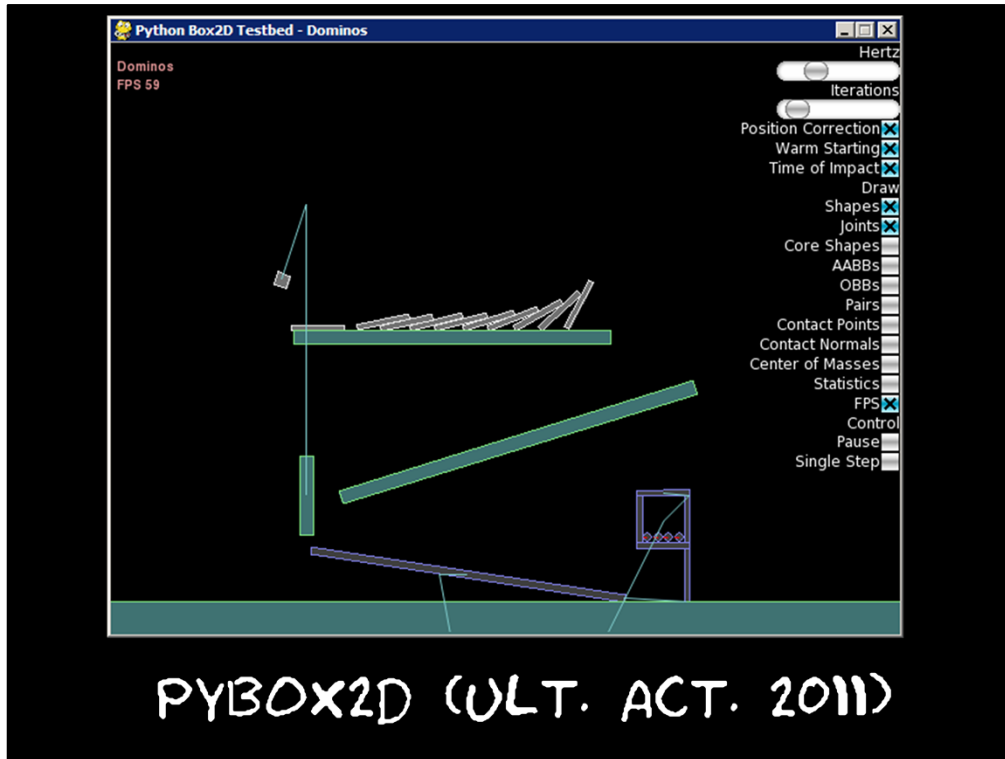 Python Box2D Testbed - Dominos
Dominos
FPS 59
Hertz
Iterations
Position Correction
Warm Starting
Time of Impact
Draw
Shapes
Joints
Core Shapes
AABBs
OBBs
Pairs
Contact Points
Contact Normals
Center of Masses
Statistics
FPS
Control
Pause
Single Step
PYBOX2D (ULT. ACT. 2011)